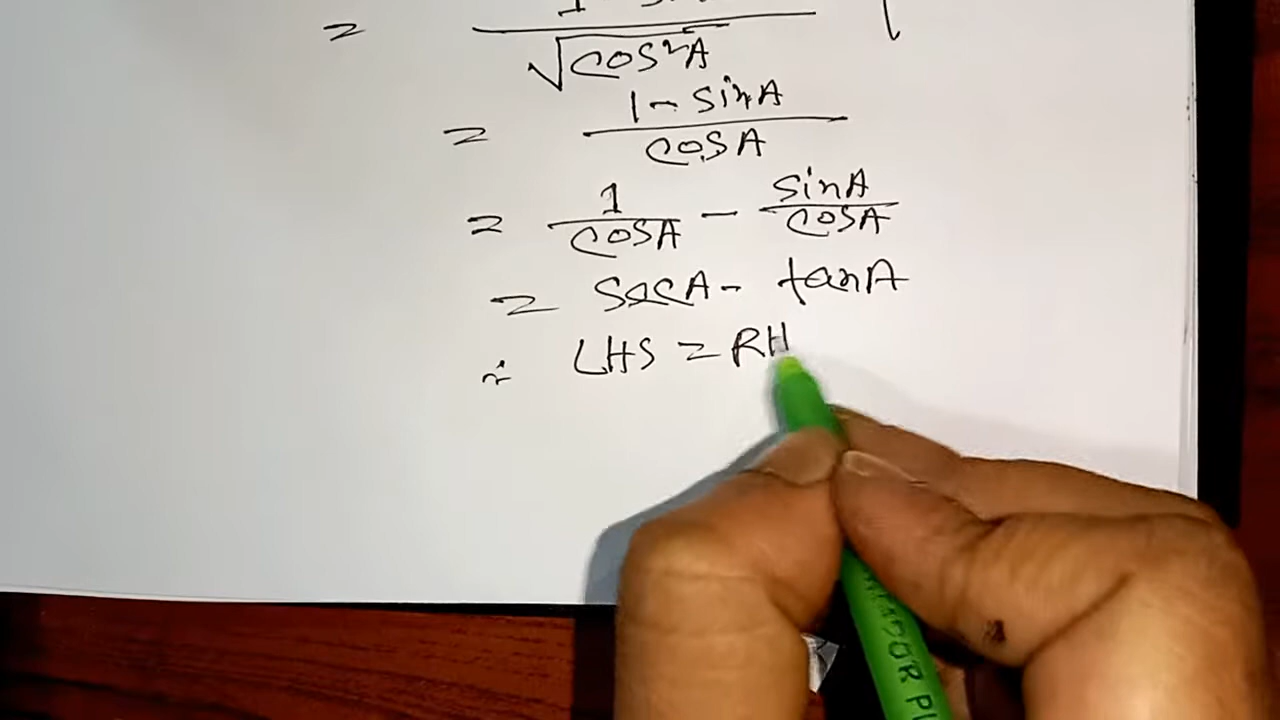 =
√cos²A
= 1 - sinA
cosA
= 1/cosA - sinA/cosA
= secA - tanA
∴ LHS = RH